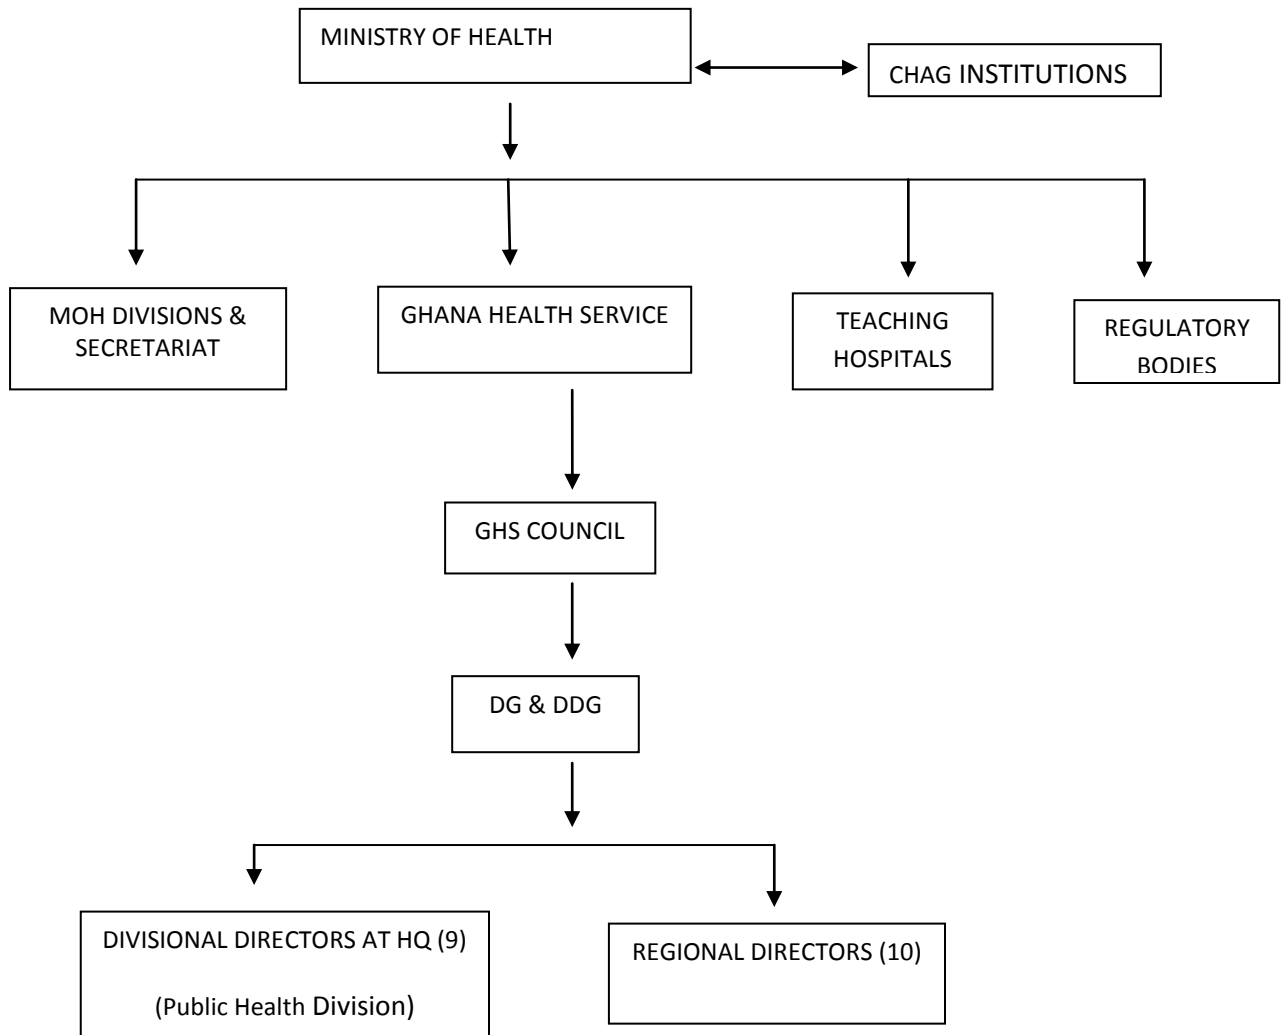 MINISTRY OF HEALTH
CHAG INSTITUTIONS
MOH DIVISIONS &
SECRETARIAT
GHANA HEALTH SERVICE
TEACHING
HOSPITALS
REGULATORY
BODIES
GHS COUNCIL
DG & DDG
DIVISIONAL DIRECTORS AT HQ (9)
(Public Health Division)
REGIONAL DIRECTORS (10)